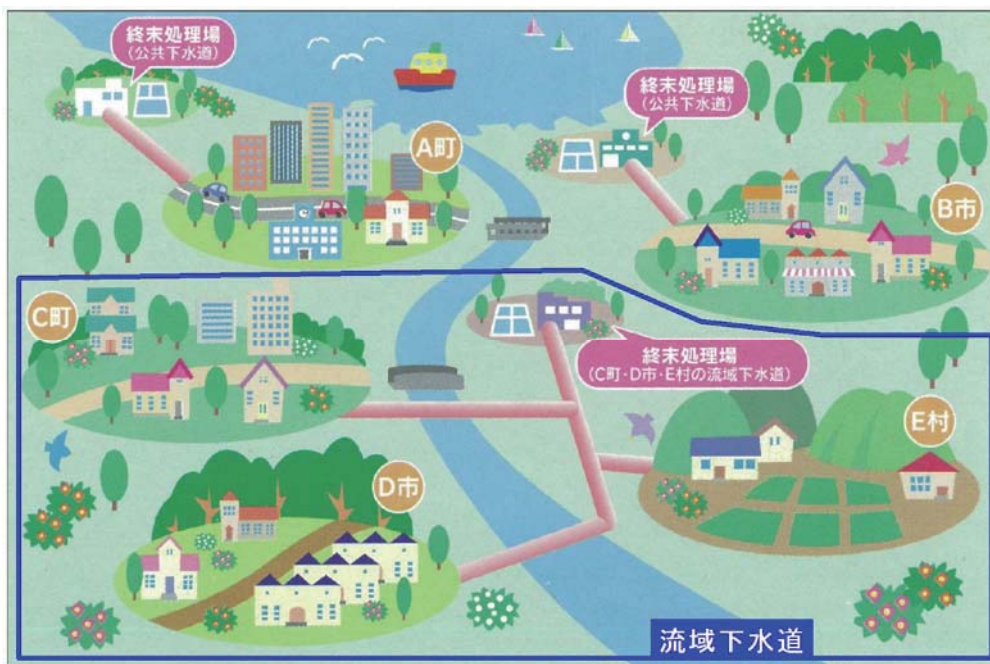 終末処理場
(公共下水道)
A町
終末処理場
(公共下水道)
B市
C町
終末処理場
(C町・D市・E村の流域下水道)
E村
D市
流域下水道